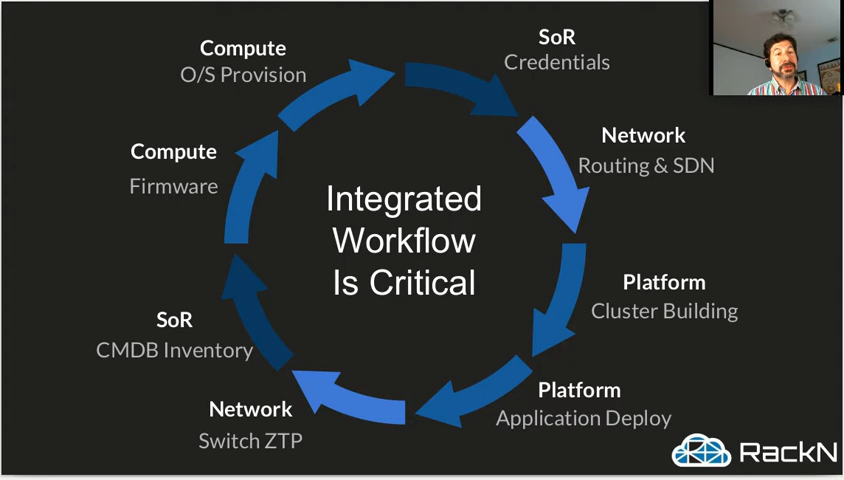 Compute
O/S Provision
SoR
Credentials
Compute
Firmware
Network
Routing & SDN
Integrated
Workflow
Is Critical
Platform
Cluster Building
SoR
CMDB Inventory
Platform
Application Deploy
Network
Switch ZTP
RackN